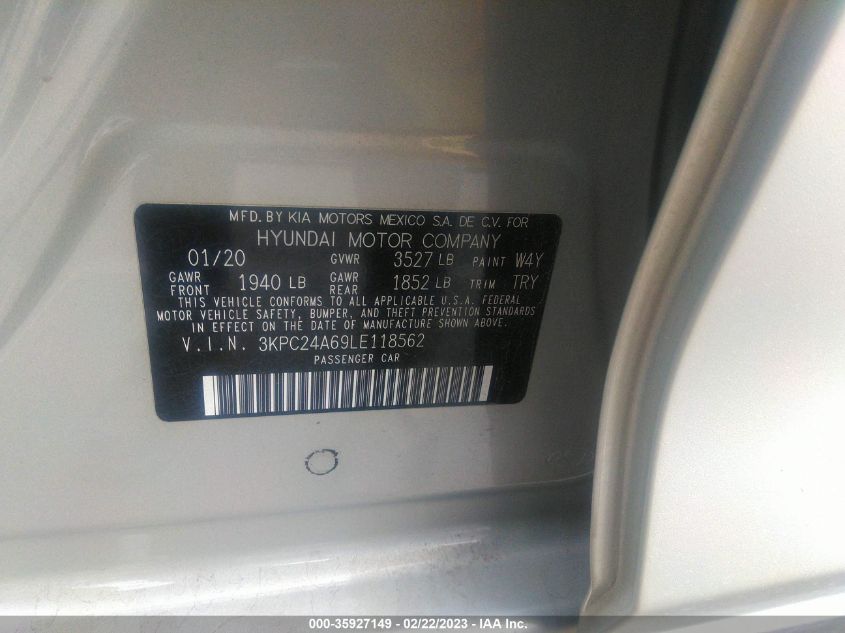 MFD. BY KIA MOTORS MEXICO S.A. DE C.V. FOR
HYUNDAI MOTOR COMPANY
01/20 GVWR 3527 LB PAINT W4Y
GAWR FRONT 1940 LB GAWR REAR 1852 LB TRIM TRY
THIS VEHICLE CONFORMS TO ALL APPLICABLE U.S.A. FEDERAL
MOTOR VEHICLE SAFETY, BUMPER, AND THEFT PREVENTION STANDARDS
IN EFFECT ON THE DATE OF MANUFACTURE SHOWN ABOVE.
V.I.N. 3KPC24A69LE118562
PASSENGER CAR
000-35927149 - 02/22/2023 - IAA Inc.